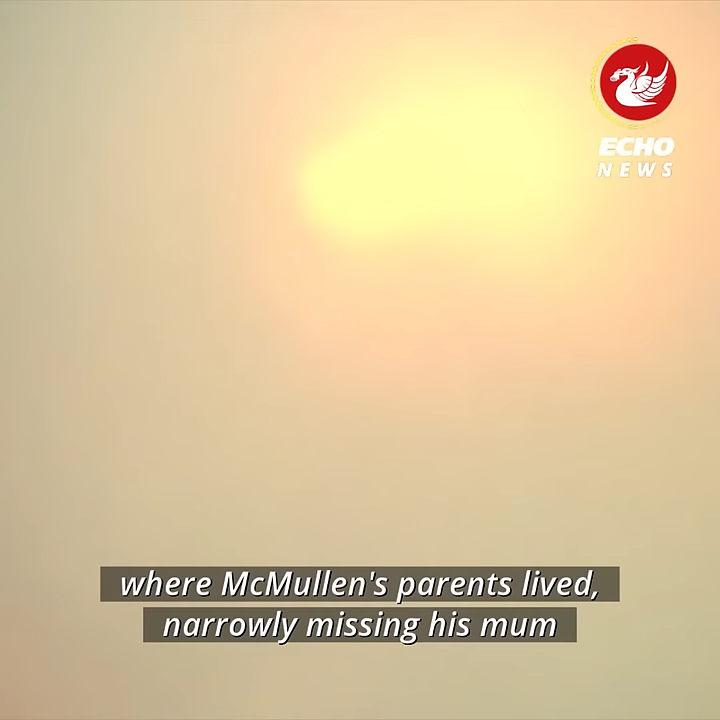 ECHO
NEWS
where McMullen's parents lived,
narrowly missing his mum